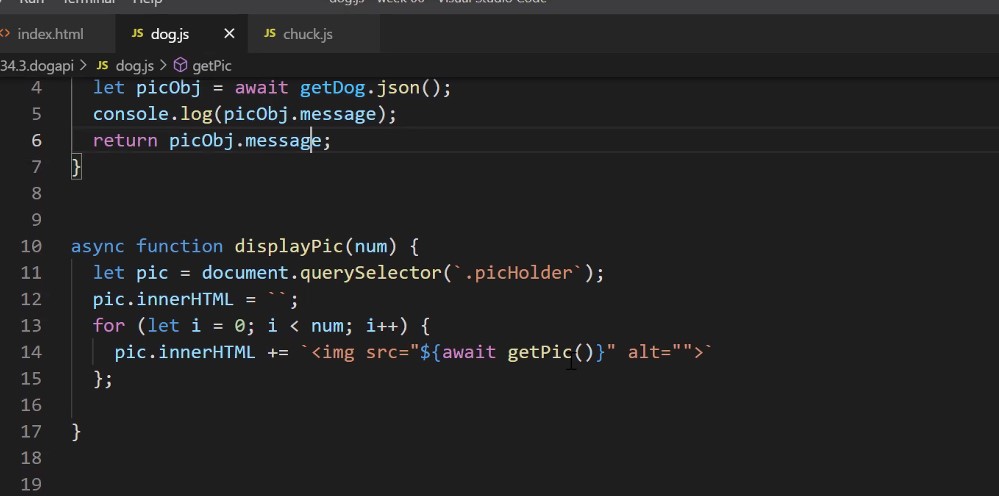 Run Terminal Help dog.js - week 06 - Visual Studio Code
<> index.html JS dog.js × JS chuck.js
34.3.dogapi > JS dog.js > getPic
4 let picObj = await getDog.json();
5 console.log(picObj.message);
6 return picObj.message;
7 }
8
9
10 async function displayPic(num) {
11 let pic = document.querySelector(`.picHolder`);
12 pic.innerHTML = ``;
13 for (let i = 0; i < num; i++) {
14 pic.innerHTML += `<img src="${await getPic()}" alt="">`
15 };
16
17 }
18
19